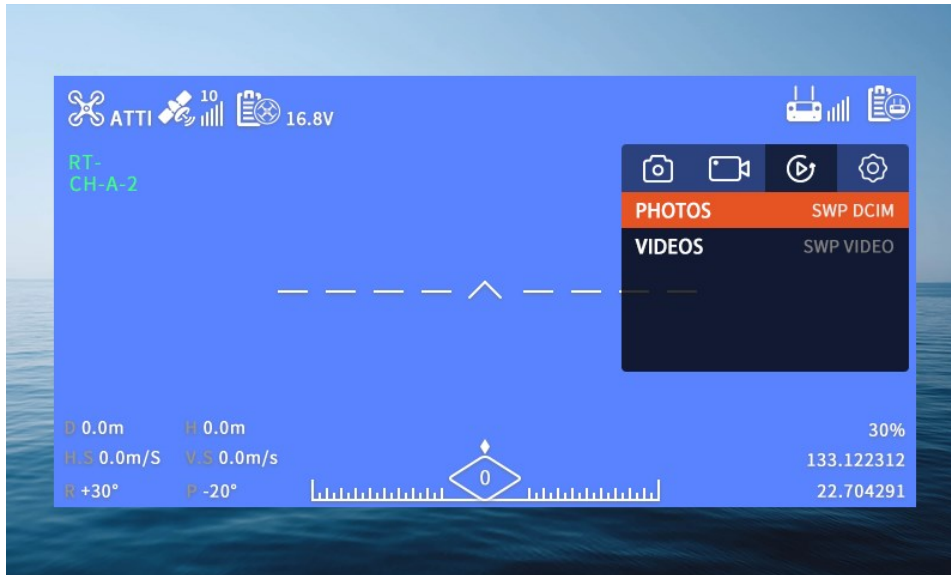 ATTI 10 16.8V
RT-
CH-A-2
PHOTOS SWP DCIM
VIDEOS SWP VIDEO
D 0.0m H 0.0m 30%
H.S 0.0m/S V.S 0.0m/s 133.122312
R +30° P -20° 0 22.704291